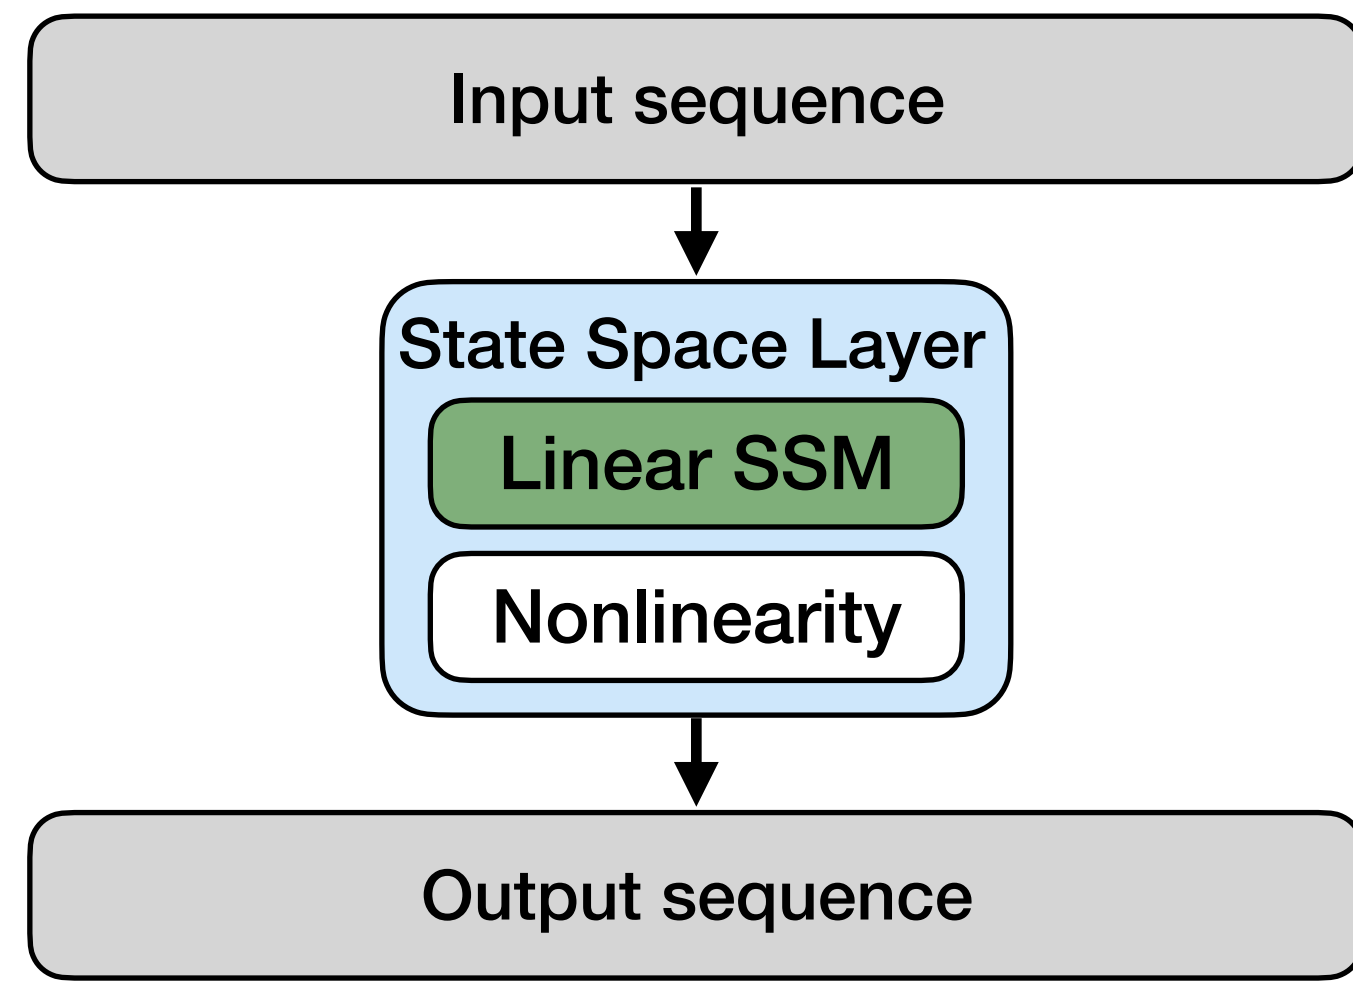 Input sequence
State Space Layer
Linear SSM
Nonlinearity
Output sequence